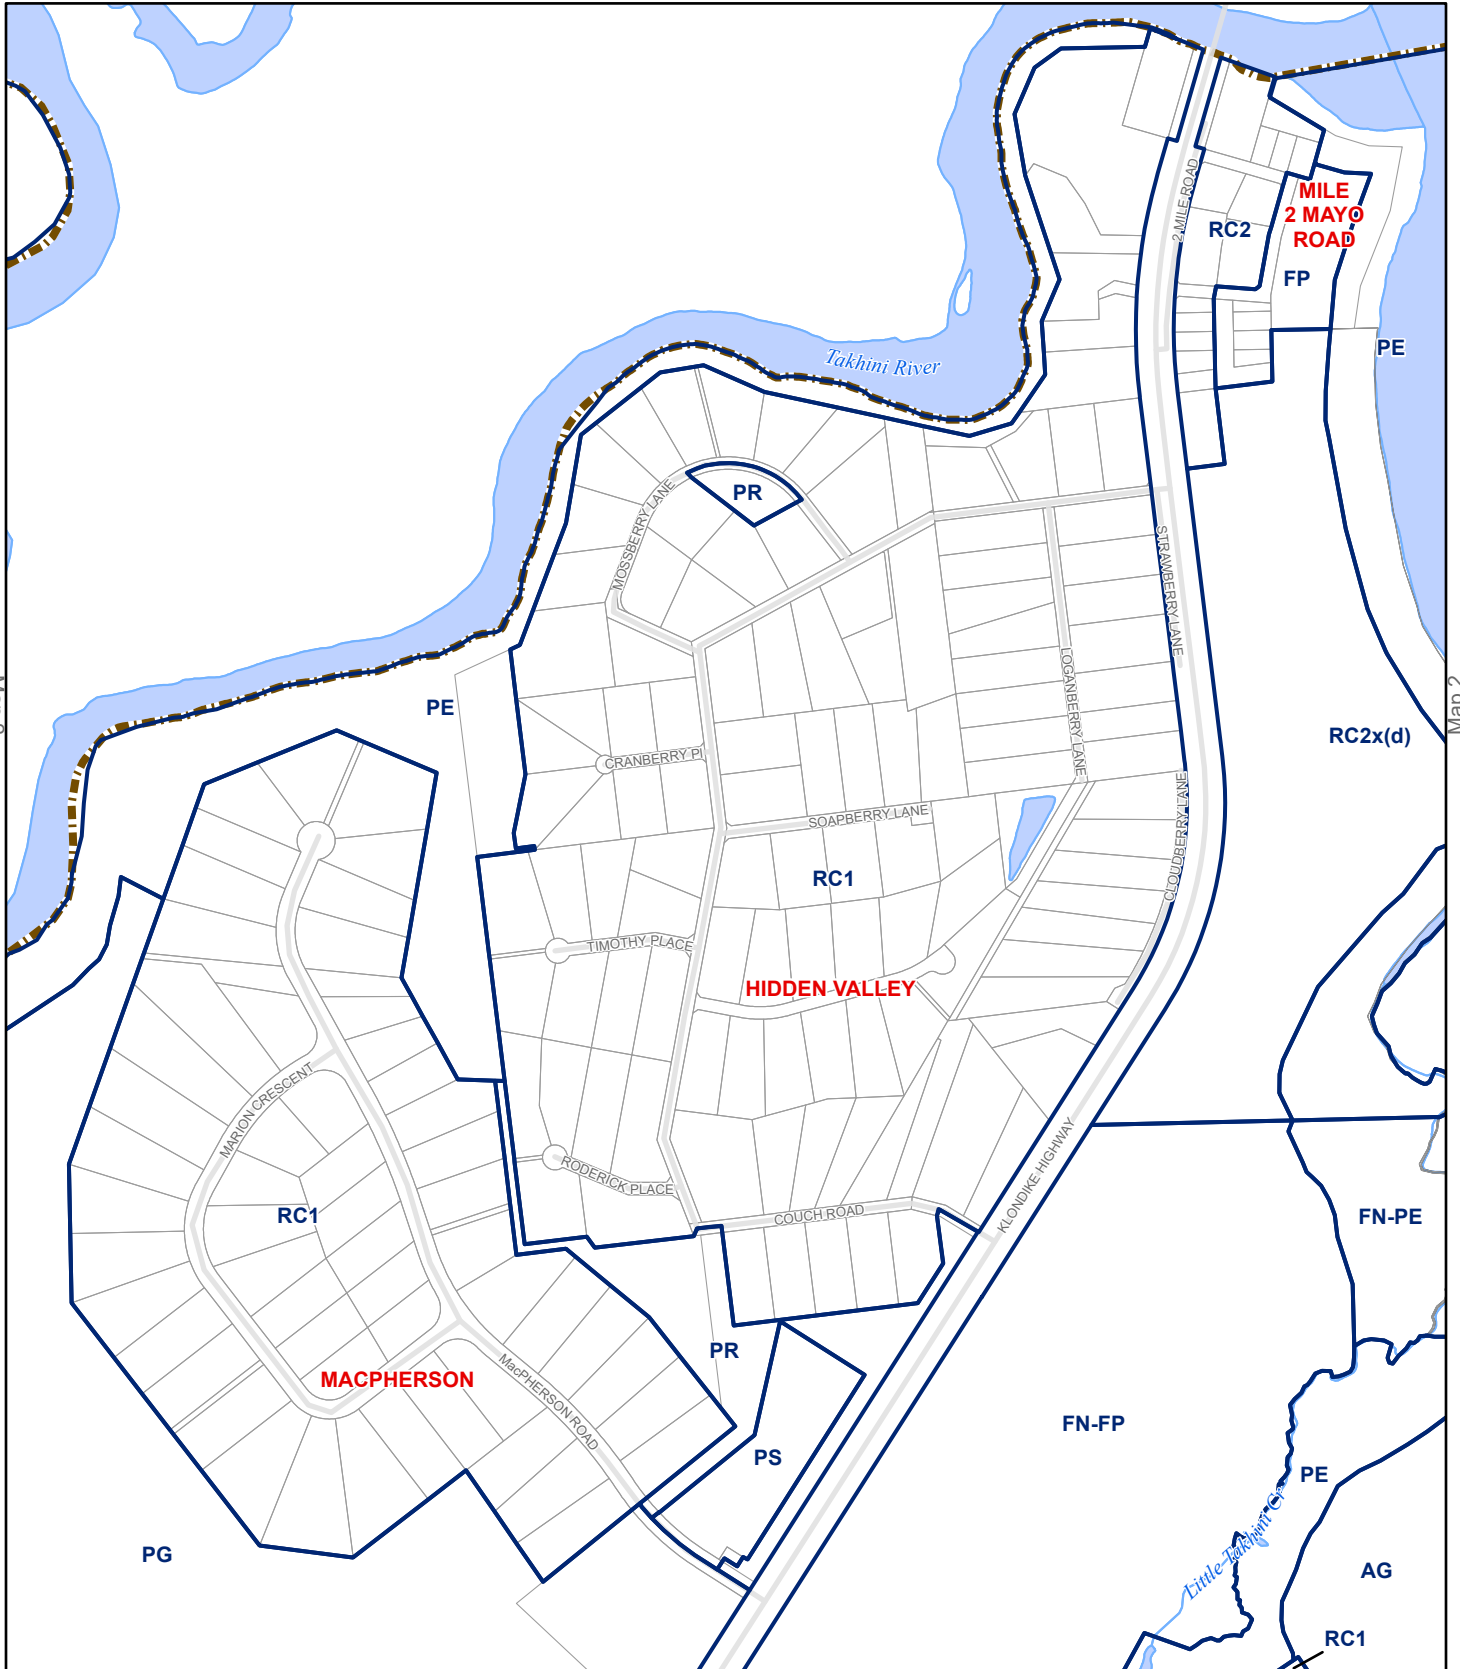 MILE
2 MAYO
ROAD
2 MILE ROAD
RC2
FP
PE
Takhini River
PR
MOSSBERRY LANE
STRAWBERRY LANE
LOGANBERRY LANE
PE
Map 2
RC2x(d)
CRANBERRY Pl
SOAPBERRY LANE
CLOUDBERRY LANE
RC1
TIMOTHY PLACE
HIDDEN VALLEY
MARION CRESCENT
KLONDIKE HIGHWAY
RODERICK PLACE
RC1
COUCH ROAD
FN-PE
PR
MACPHERSON
MacPHERSON ROAD
FN-FP
PS
PE
PG
Little Takhini Cr
AG
RC1